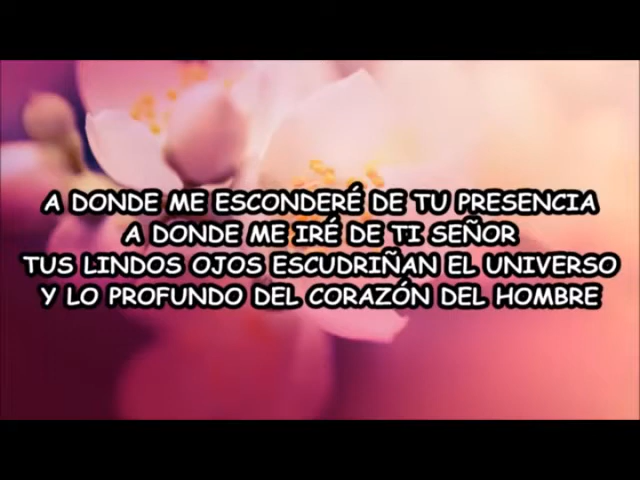 A DONDE ME ESCONDERÉ DE TU PRESENCIA
A DONDE ME IRÉ DE TI SEÑOR
TUS LINDOS OJOS ESCUDRIÑAN EL UNIVERSO
Y LO PROFUNDO DEL CORAZÓN DEL HOMBRE